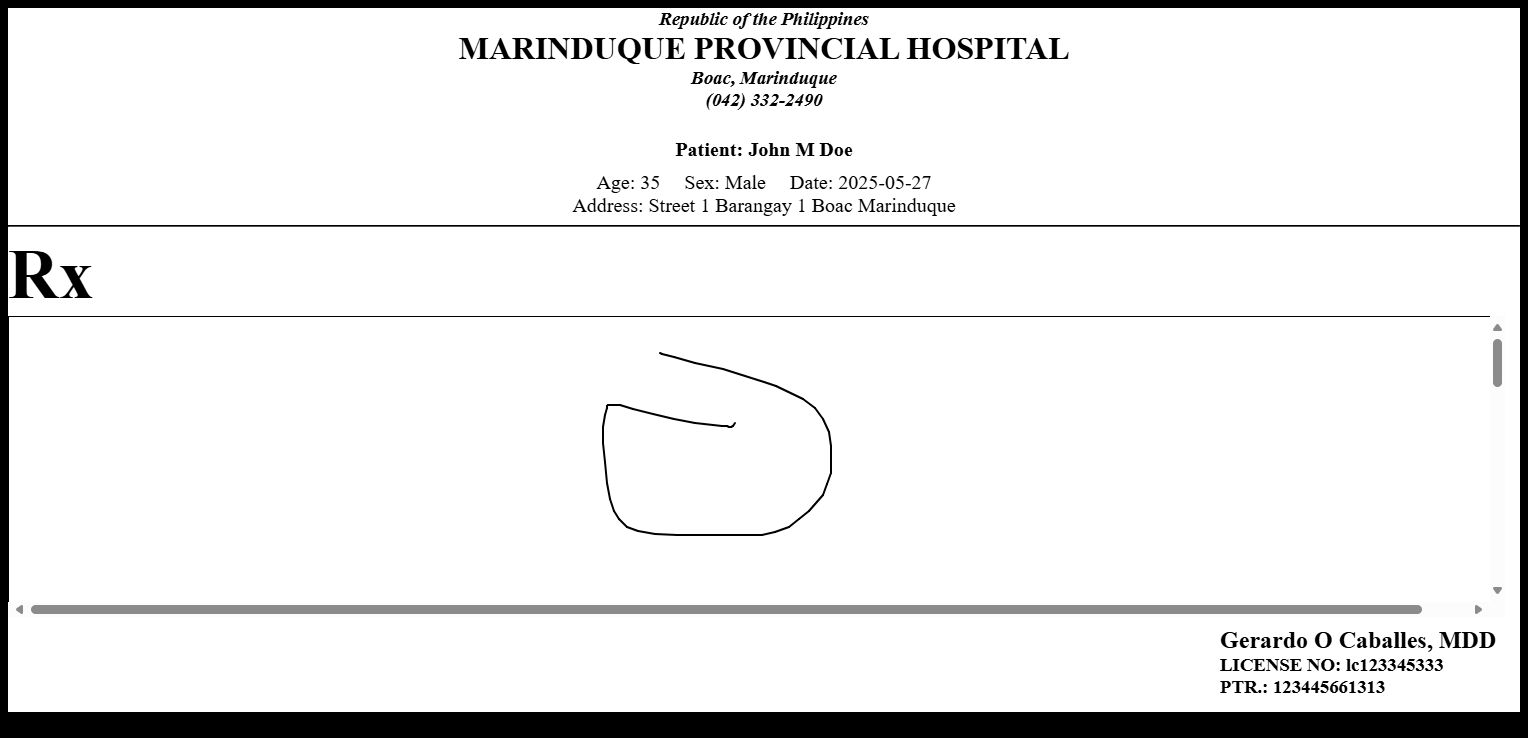 Republic of the Philippines
MARINDUQUE PROVINCIAL HOSPITAL
Boac, Marinduque
(042) 332-2490
Patient: John M Doe
Age: 35 Sex: Male Date: 2025-05-27
Address: Street 1 Barangay 1 Boac Marinduque
Rx
Gerardo O Caballes, MDD
LICENSE NO: lc123345333
PTR.: 123445661313